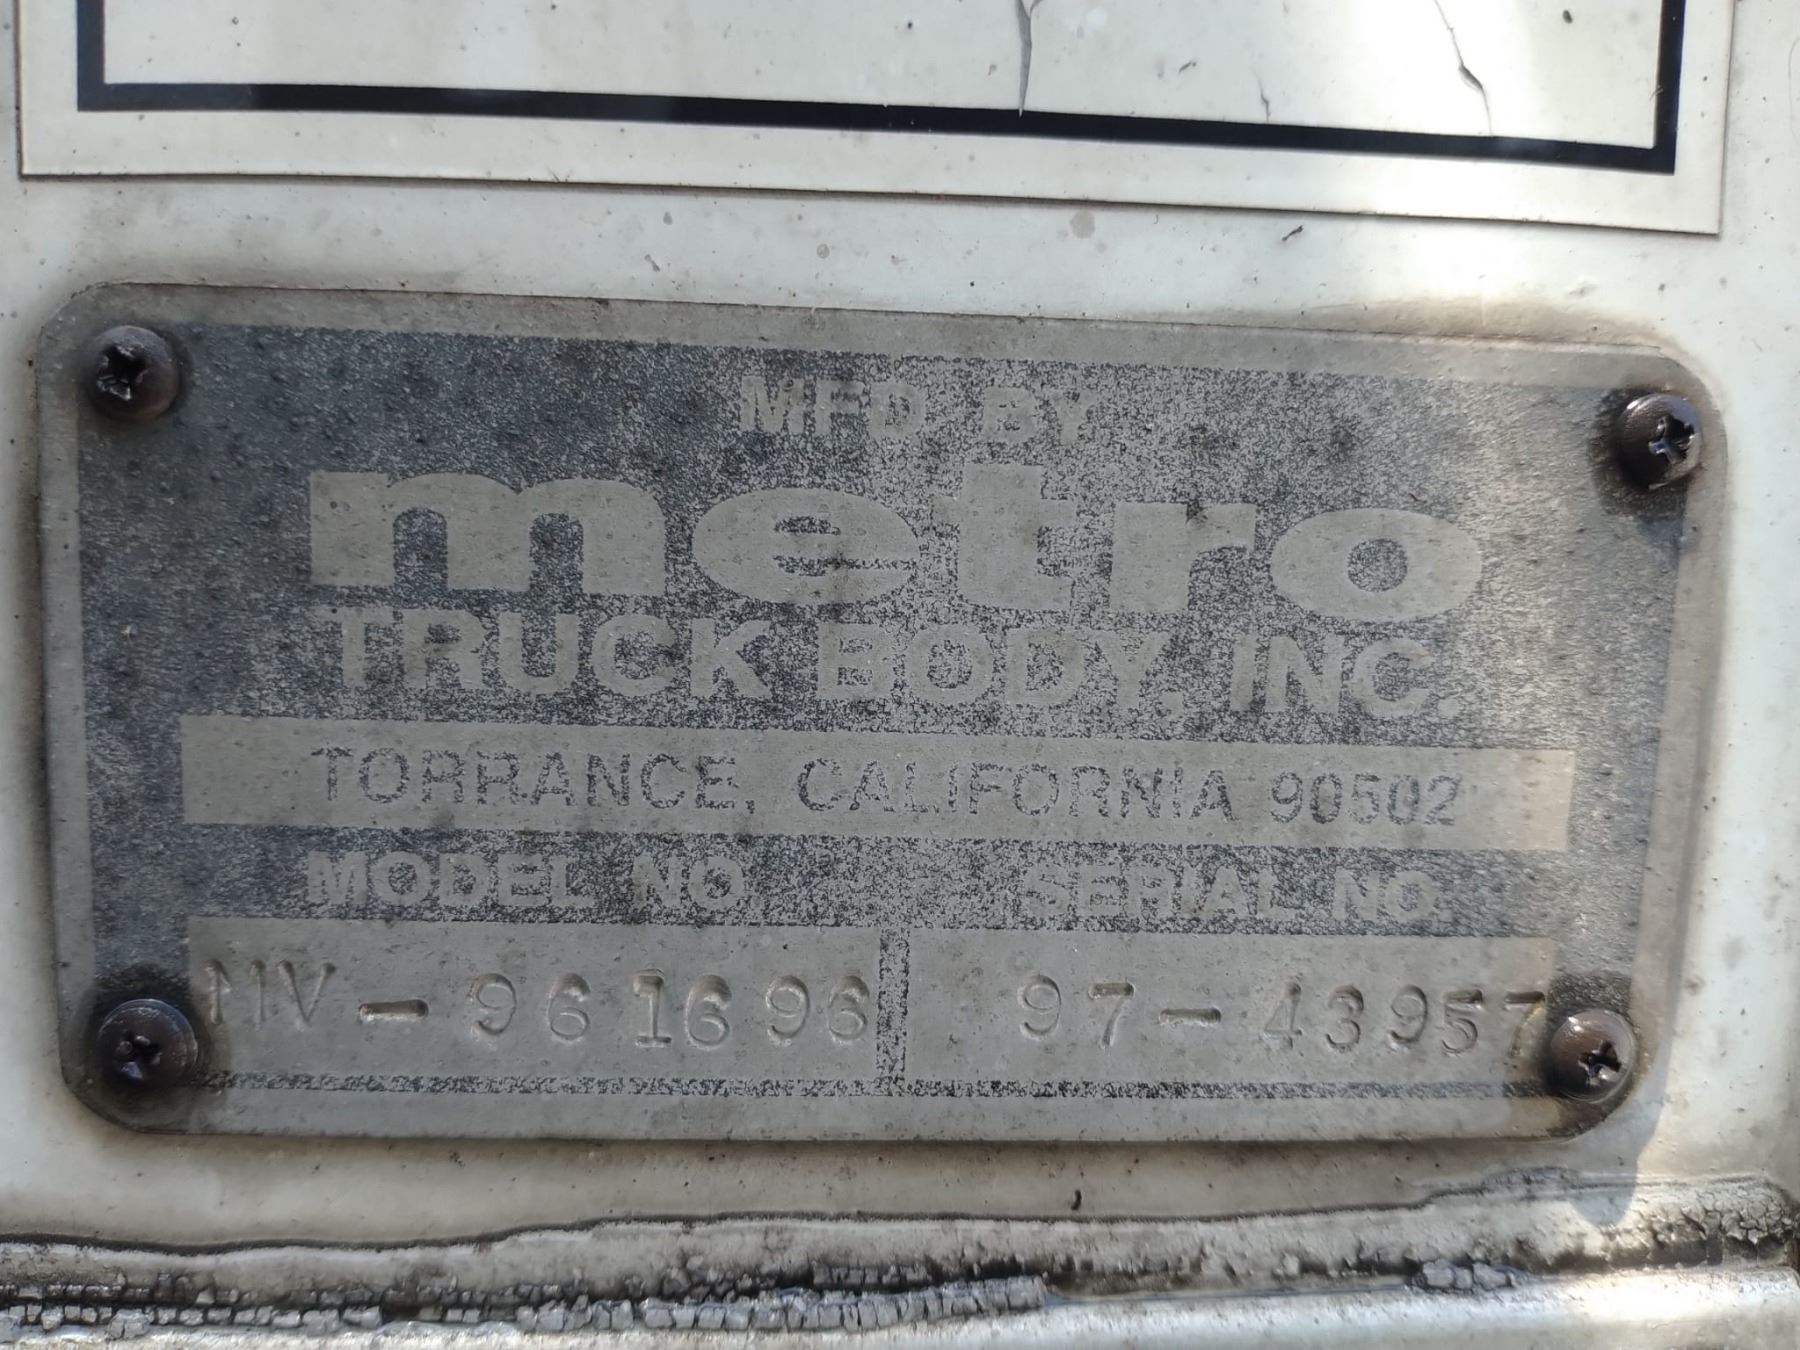 MFD BY
metro
TRUCK BODY, INC.
TORRANCE, CALIFORNIA 90502
MODEL NO. SERIAL NO.
MV-961696 97-43957